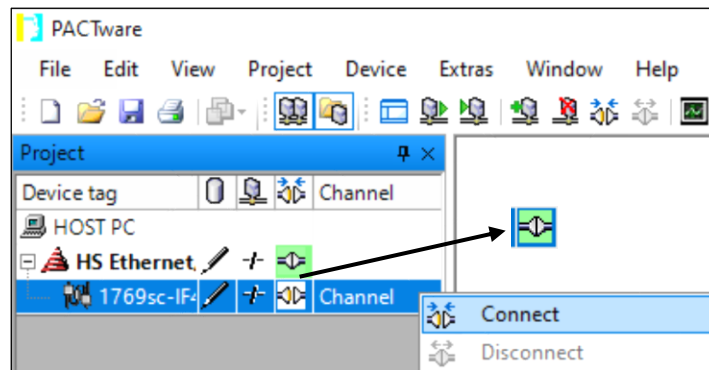 PACTware
File Edit View Project Device Extras Window Help
Project
Device tag Channel
HOST PC
HS Ethernet,
1769sc-IF4 Channel
Connect
Disconnect